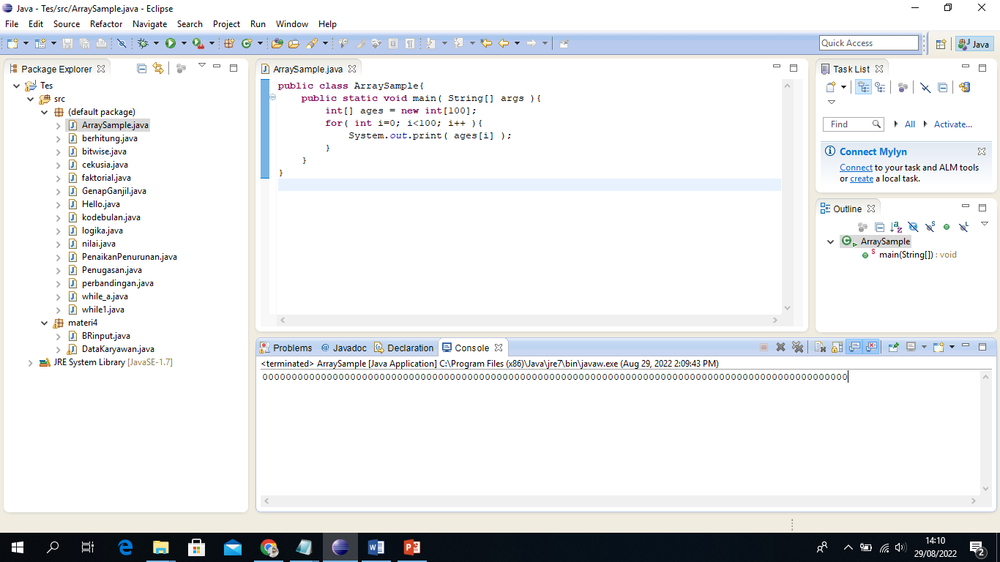 Java - Tes/src/ArraySample.java - Eclipse
File Edit Source Refactor Navigate Search Project Run Window Help
Quick Access
Java
Package Explorer
Tes
src
(default package)
ArraySample.java
berhitung.java
bitwise.java
cekusia.java
faktorial.java
GenapGanjil.java
Hello.java
kodebulan.java
logika.java
nilai.java
PenaikanPenurunan.java
Penugasan.java
perbandingan.java
while_a.java
while1.java
materi4
BRinput.java
DataKaryawan.java
JRE System Library [JavaSE-1.7]
ArraySample.java
public class ArraySample{
    public static void main( String[] args ){
        int[] ages = new int[100];
        for( int i=0; i<100; i++ ){
            System.out.print( ages[i] );
        }
    }
}
Task List
Find All Activate...
Connect Mylyn
Connect to your task and ALM tools
or create a local task.
Outline
ArraySample
main(String[]) : void
Problems @ Javadoc Declaration Console
<terminated> ArraySample [Java Application] C:\Program Files (x86)\Java\jre7\bin\javaw.exe (Aug 29, 2022 2:09:43 PM)
0000000000000000000000000000000000000000000000000000000000000000000000000000000000000000000000000000
14:10
29/08/2022
2